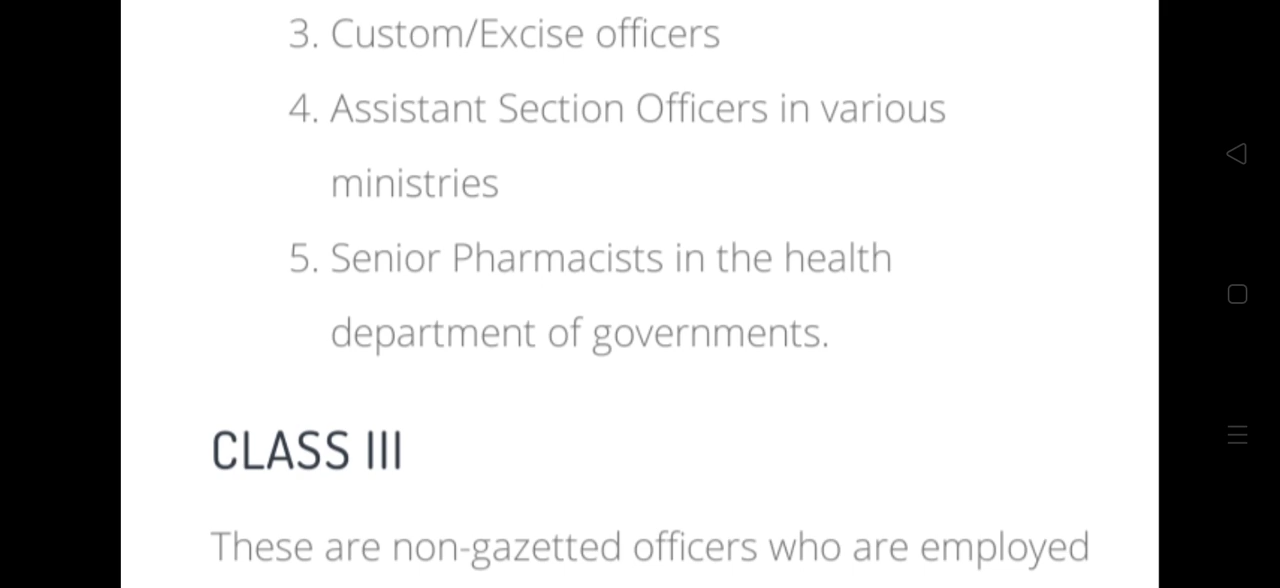 3. Custom/Excise officers
4. Assistant Section Officers in various
ministries
5. Senior Pharmacists in the health
department of governments.
CLASS III
These are non-gazetted officers who are employed